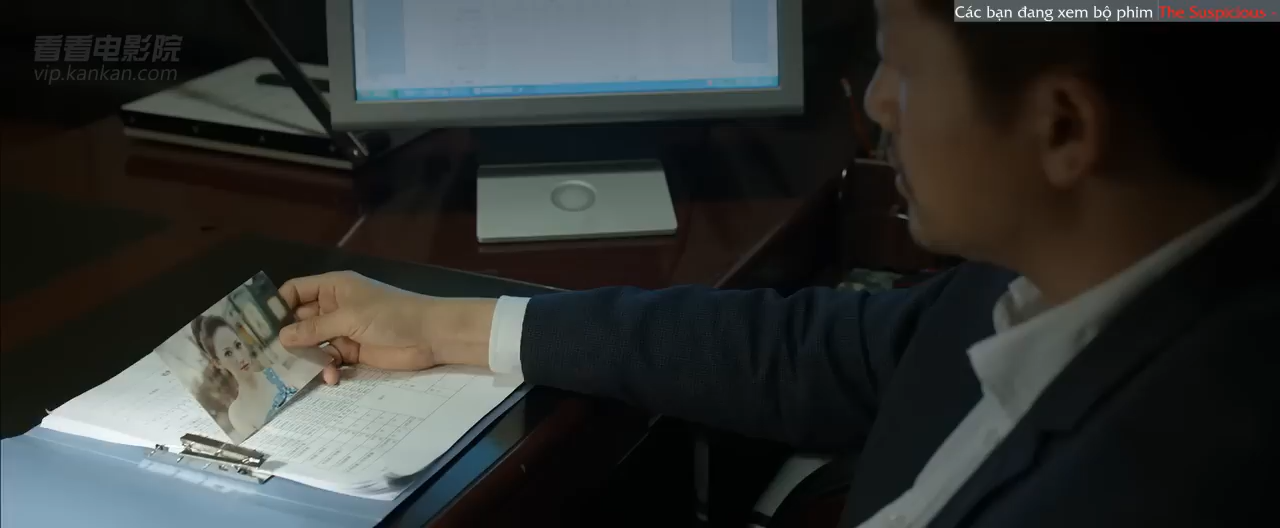 看看电影院
vip.kankan.com
Các bạn đang xem bộ phim The Suspicious -